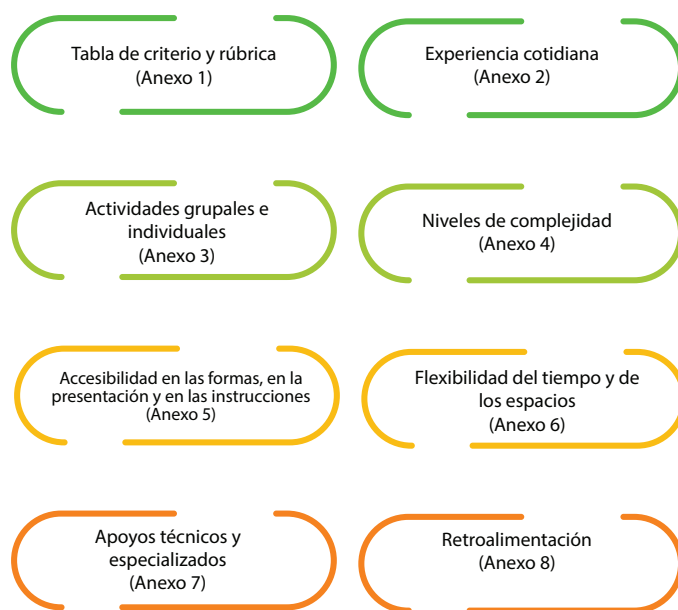 Tabla de criterio y rúbrica
(Anexo 1)
Experiencia cotidiana
(Anexo 2)
Actividades grupales e
individuales
(Anexo 3)
Niveles de complejidad
(Anexo 4)
Accesibilidad en las formas, en la
presentación y en las instrucciones
(Anexo 5)
Flexibilidad del tiempo y de
los espacios
(Anexo 6)
Apoyos técnicos y
especializados
(Anexo 7)
Retroalimentación
(Anexo 8)